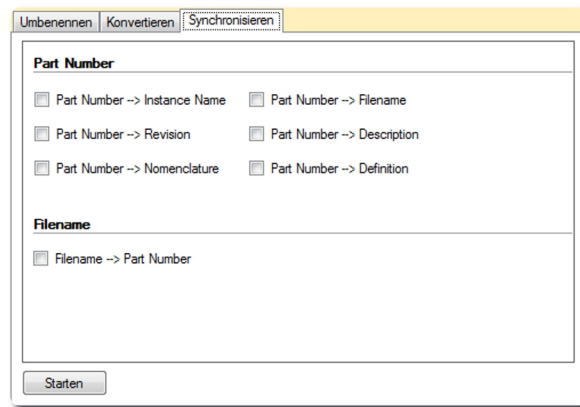 Umbenennen Konvertieren Synchronisieren
Part Number
Part Number --> Instance Name Part Number --> Filename
Part Number --> Revision Part Number --> Description
Part Number --> Nomenclature Part Number --> Definition
Filename
Filename --> Part Number
Starten